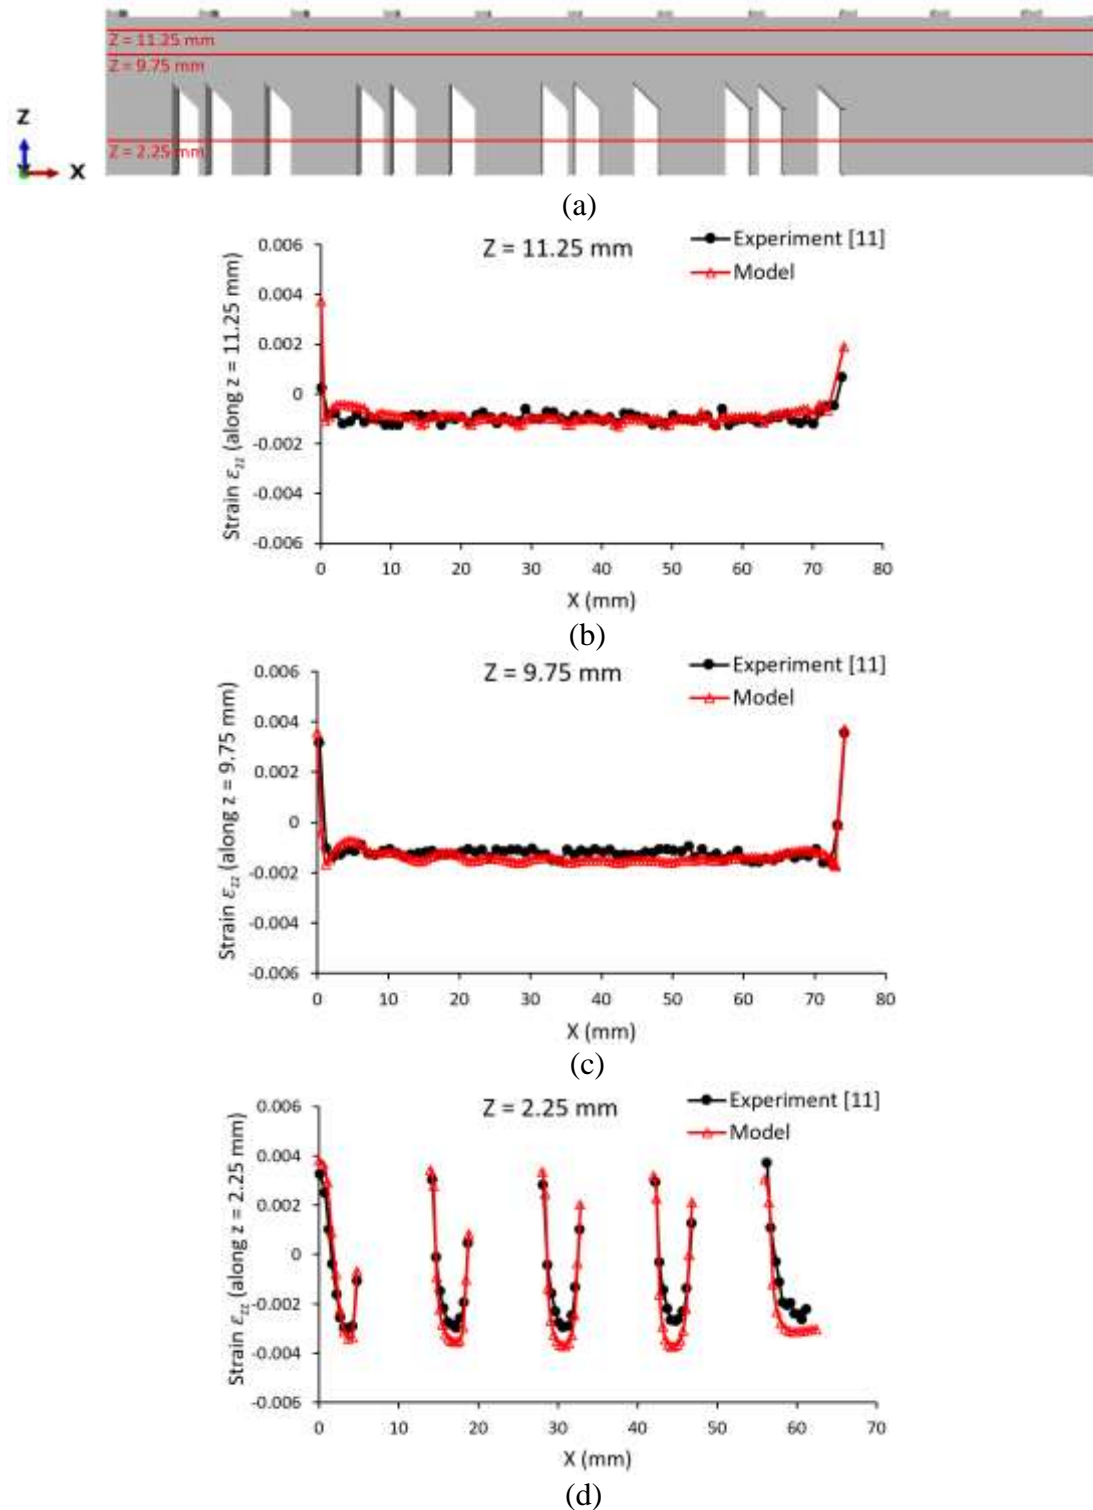 Z = 11.25 mm
Z = 9.75 mm
Z
Z = 2.25 mm
X
(a)
Z = 11.25 mm
Experiment [11]
Model
Strain εzz (along z = 11.25 mm)
0.006
0.004
0.002
0
-0.002
-0.004
-0.006
0 10 20 30 40 50 60 70 80
X (mm)
(b)
Z = 9.75 mm
Experiment [11]
Model
Strain εzz (along z = 9.75 mm)
0.006
0.004
0.002
0
-0.002
-0.004
-0.006
0 10 20 30 40 50 60 70 80
X (mm)
(c)
Z = 2.25 mm
Experiment [11]
Model
Strain εzz (along z = 2.25 mm)
0.006
0.004
0.002
0
-0.002
-0.004
-0.006
0 10 20 30 40 50 60 70
X (mm)
(d)